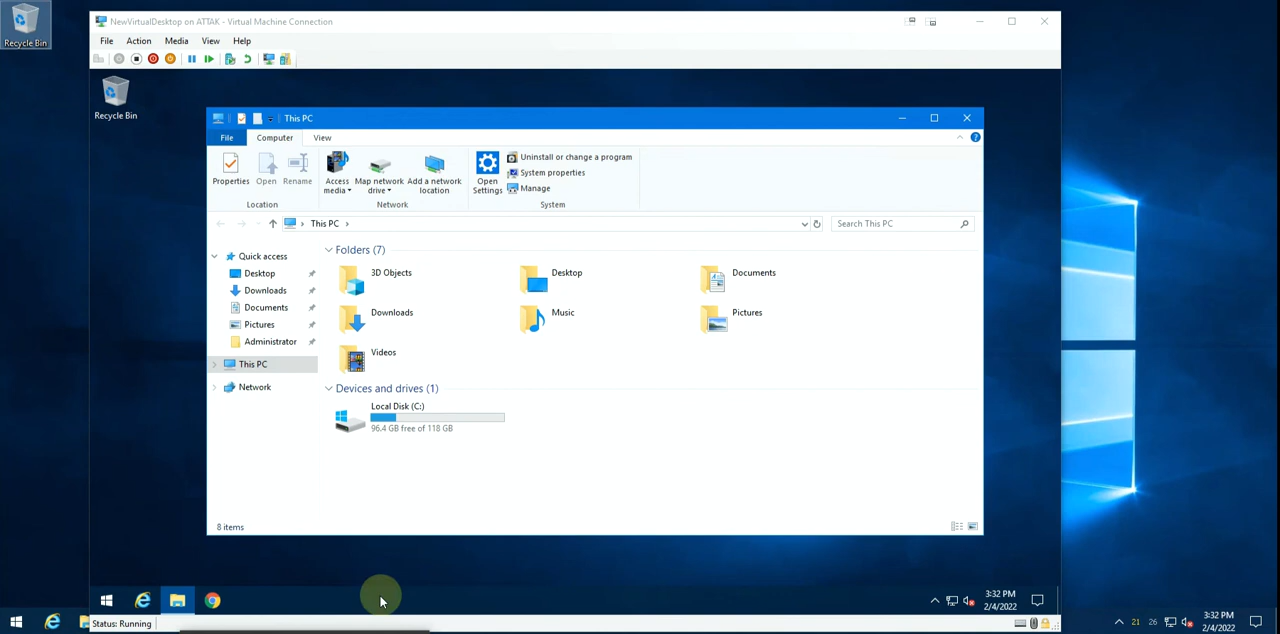 Recycle Bin
NewVirtualDesktop on ATTAK - Virtual Machine Connection
File Action Media View Help
Recycle Bin
This PC
File Computer View
Properties Open Rename
Access media Map network drive Add a network location
Open Settings
Uninstall or change a program
System properties
Manage
Location Network System
This PC
Search This PC
Quick access
Desktop
Downloads
Documents
Pictures
Administrator
This PC
Network
Folders (7)
3D Objects Desktop Documents
Downloads Music Pictures
Videos
Devices and drives (1)
Local Disk (C:)
96.4 GB free of 118 GB
8 items
3:32 PM
2/4/2022
Status: Running
21 26
3:32 PM
2/4/2022